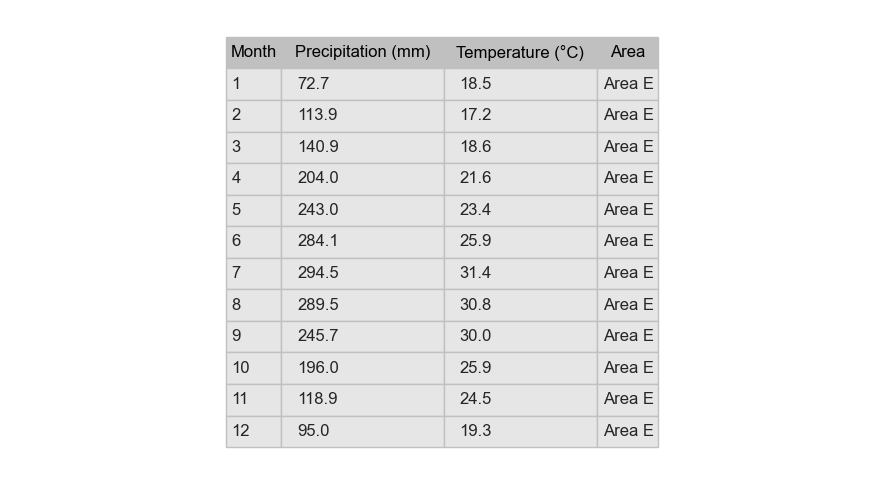 Month Precipitation (mm) Temperature (°C) Area
1 72.7 18.5 Area E
2 113.9 17.2 Area E
3 140.9 18.6 Area E
4 204.0 21.6 Area E
5 243.0 23.4 Area E
6 284.1 25.9 Area E
7 294.5 31.4 Area E
8 289.5 30.8 Area E
9 245.7 30.0 Area E
10 196.0 25.9 Area E
11 118.9 24.5 Area E
12 95.0 19.3 Area E